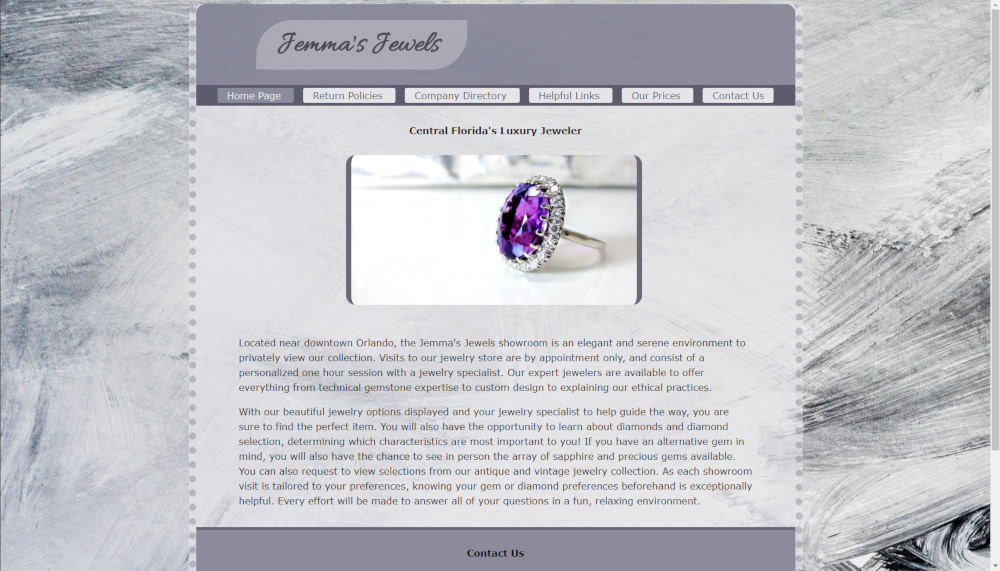 Jemma's Jewels
Home Page
Return Policies
Company Directory
Helpful Links
Our Prices
Contact Us
Central Florida's Luxury Jeweler
Located near downtown Orlando, the Jemma's Jewels showroom is an elegant and serene environment to
privately view our collection. Visits to our jewelry store are by appointment only, and consist of a
personalized one hour session with a jewelry specialist. Our expert jewelers are available to offer
everything from technical gemstone expertise to custom design to explaining our ethical practices.
With our beautiful jewelry options displayed and your jewelry specialist to help guide the way, you are
sure to find the perfect item. You will also have the opportunity to learn about diamonds and diamond
selection, determining which characteristics are most important to you! If you have an alternative gem in
mind, you will also have the chance to see in person the array of sapphire and precious gems available.
You can also request to view selections from our antique and vintage jewelry collection. As each showroom
visit is tailored to your preferences, knowing your gem or diamond preferences beforehand is exceptionally
helpful. Every effort will be made to answer all of your questions in a fun, relaxing environment.
Contact Us